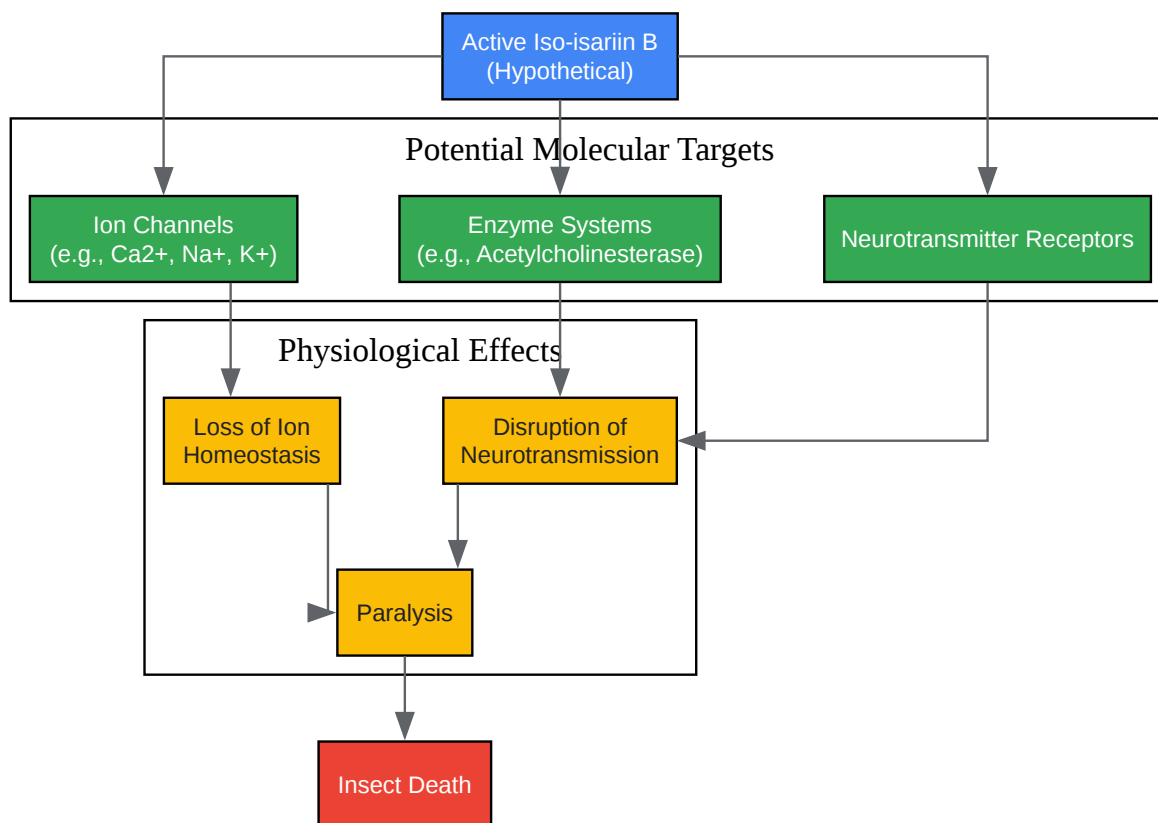 Active Iso-isariin B
(Hypothetical)
Potential Molecular Targets
Ion Channels
(e.g., Ca2+, Na+, K+)
Enzyme Systems
(e.g., Acetylcholinesterase)
Neurotransmitter Receptors
Physiological Effects
Loss of Ion
Homeostasis
Disruption of
Neurotransmission
Paralysis
Insect Death